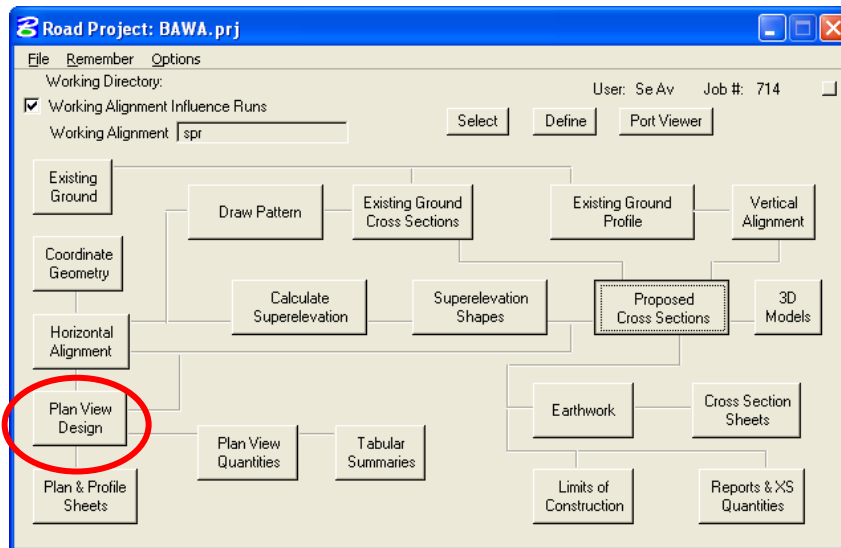 Road Project: BAWA.prj
File Remember Options
Working Directory:
User: Se Av Job #: 714
Working Alignment Influence Runs
Working Alignment spr
Select Define Port Viewer
Existing
Ground
Draw Pattern
Existing Ground
Cross Sections
Existing Ground
Profile
Vertical
Alignment
Coordinate
Geometry
Calculate
Superelevation
Superelevation
Shapes
Proposed
Cross Sections
3D
Models
Horizontal
Alignment
Plan View
Design
Plan View
Quantities
Tabular
Summaries
Earthwork
Cross Section
Sheets
Plan & Profile
Sheets
Limits of
Construction
Reports & XS
Quantities